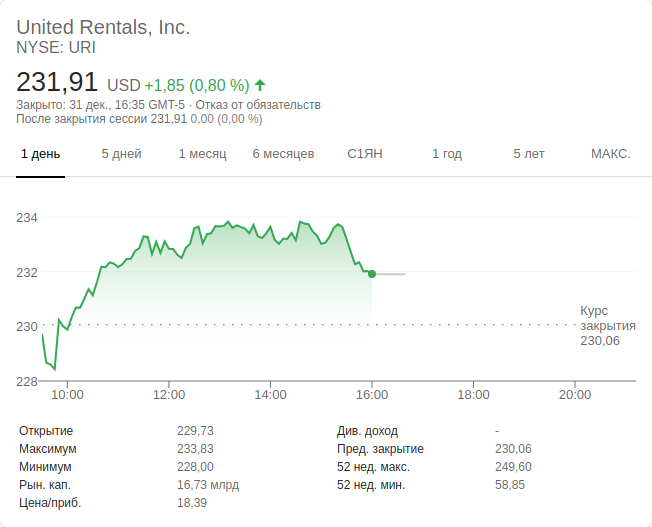 United Rentals, Inc.
NYSE: URI
231,91 USD +1,85 (0,80 %)
Закрыто: 31 дек., 16:35 GMT-5 · Отказ от обязательств
После закрытия сессии 231,91 0,00 (0,00 %)
1 день 5 дней 1 месяц 6 месяцев С1ЯН 1 год 5 лет МАКС.
234
232
230
228
Курс
закрытия
230,06
10:00 12:00 14:00 16:00 18:00 20:00
Открытие 229,73
Максимум 233,83
Минимум 228,00
Рын. кап. 16,73 млрд
Цена/приб. 18,39
Див. доход -
Пред. закрытие 230,06
52 нед. макс. 249,60
52 нед. мин. 58,85